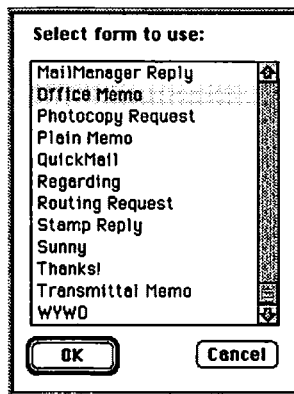 Select form to use:
MailManager Reply
Office Memo
Photocopy Request
Plain Memo
QuickMail
Regarding
Routing Request
Stamp Reply
Sunny
Thanks!
Transmittal Memo
WYWO
OK
Cancel